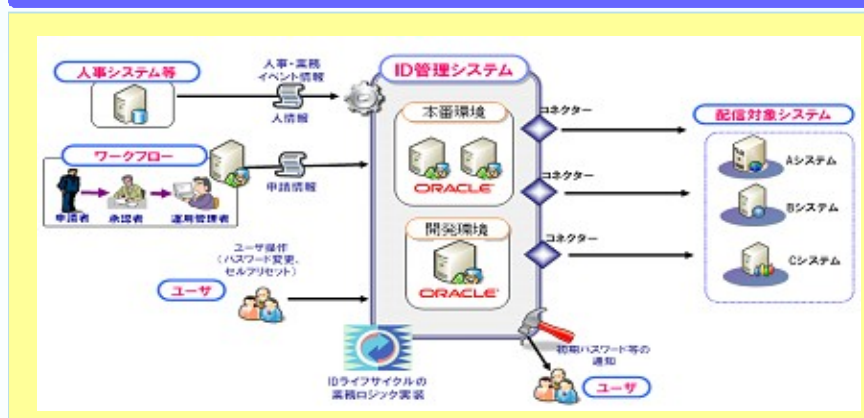 人事システム等
人事・業務
イベント情報
人情報
ワークフロー
申請情報
申請者
承認者
運用管理者
ユーザ操作
(パスワード変更、
セルフリセット)
ユーザ
ID管理システム
本番環境
ORACLE
開発環境
ORACLE
IDライフサイクルの
業務ロジック実装
コネクター
コネクター
コネクター
配信対象システム
Aシステム
Bシステム
Cシステム
初期パスワード等の
通知
ユーザ